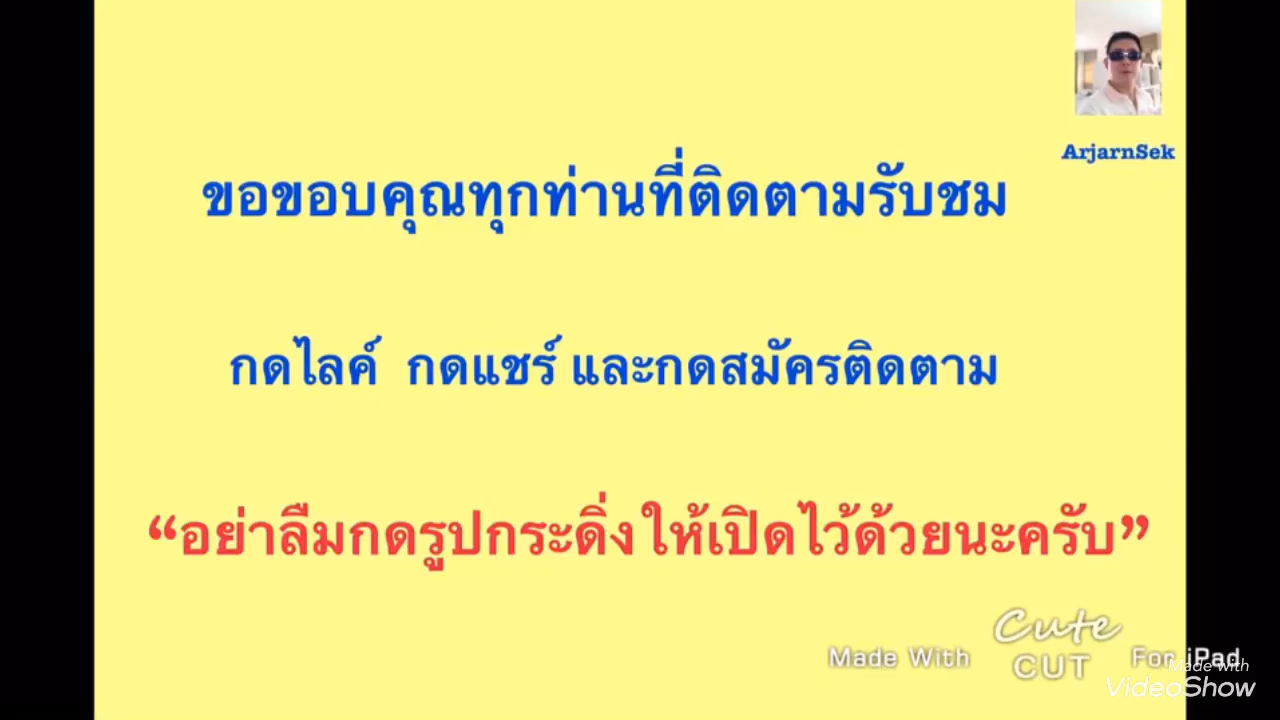 ArjarnSek
ขอขอบคุณทุกท่านที่ติดตามรับชม
กดไลค์ กดแชร์ และกดสมัครติดตาม
“อย่าลืมกดรูปกระดิ่งให้เปิดไว้ด้วยนะครับ”
Made With Cute CUT For iPad
Made with
VideoShow